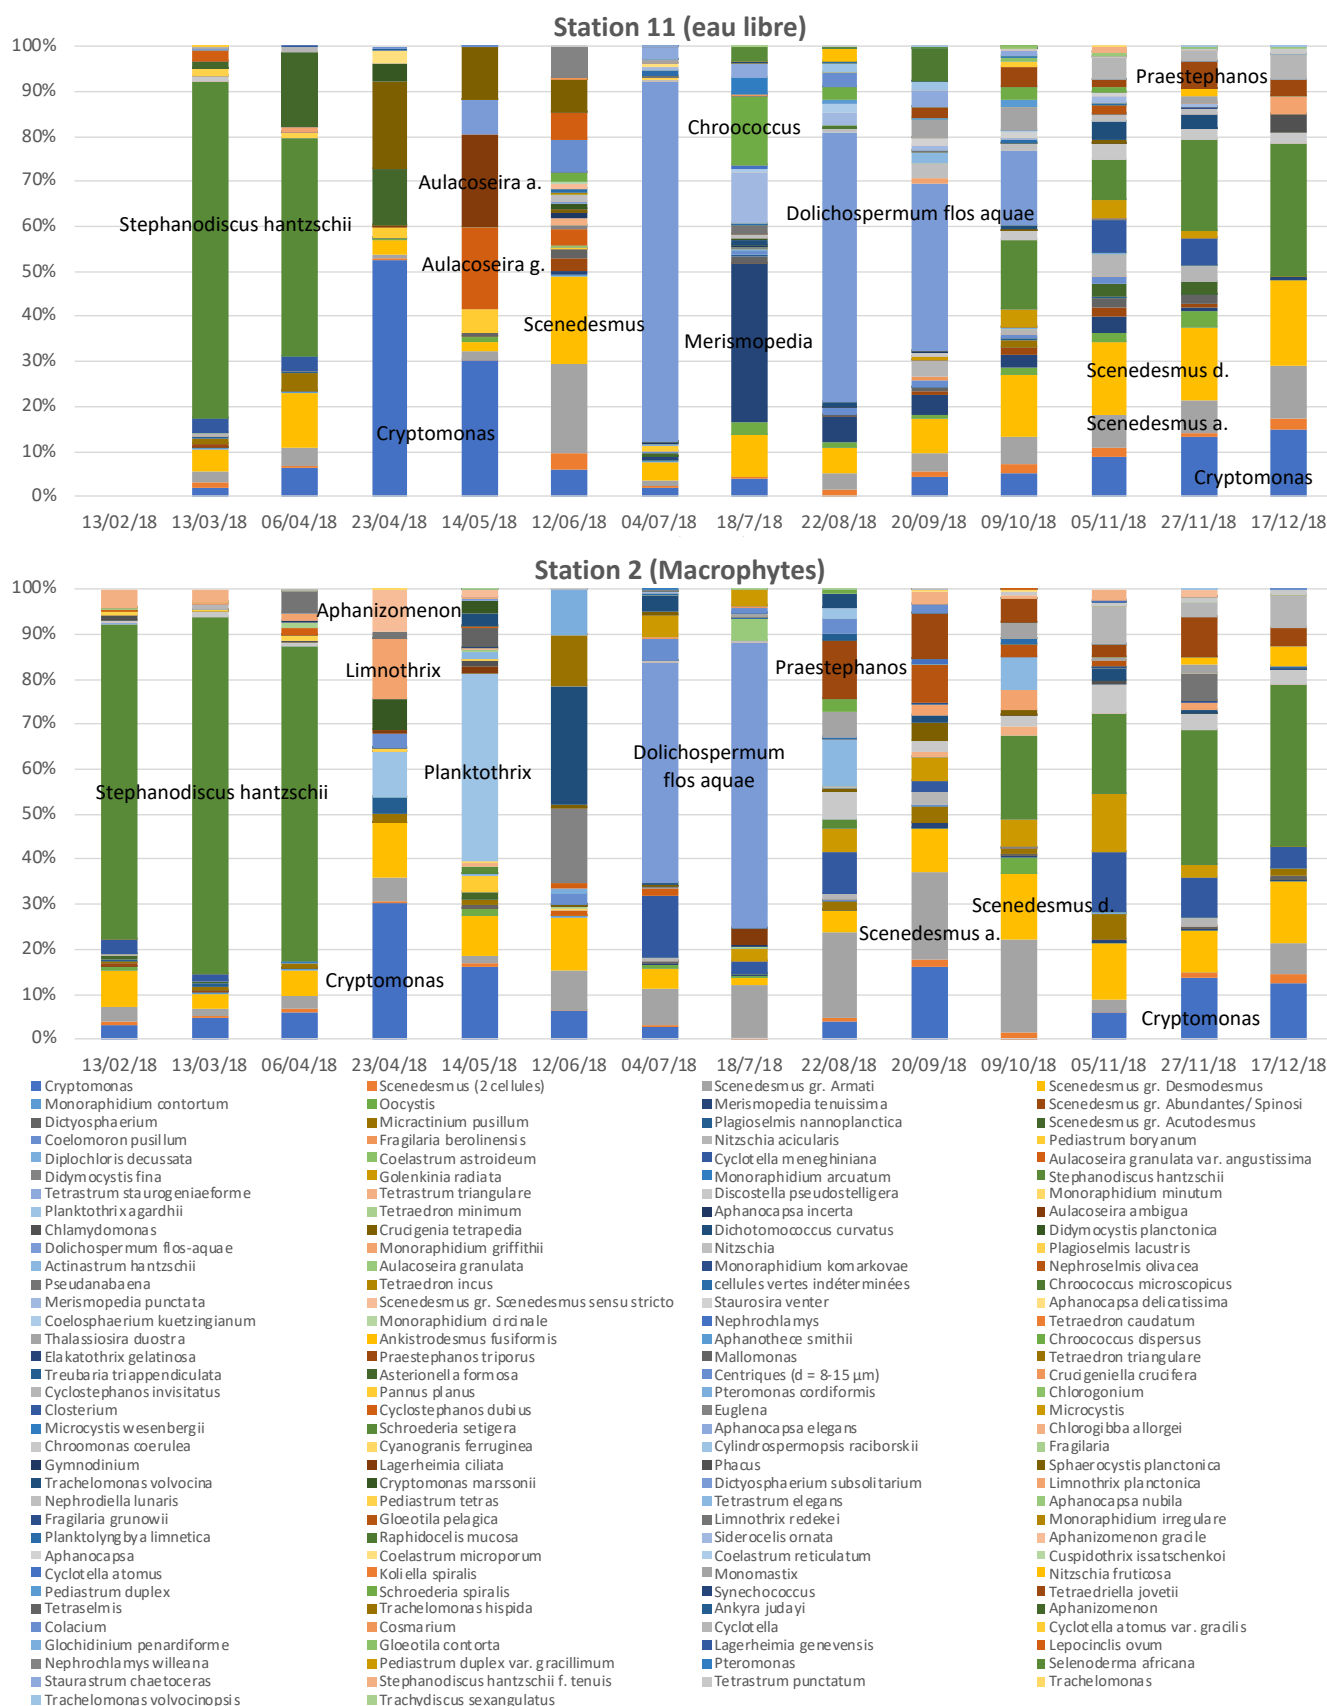 Station 11 (eau libre)
100%
90%
80%
70%
60%
50%
40%
30%
20%
10%
0%
Praestephanos
Chroococcus
Aulacoseira a.
Stephanodiscus hantzschii
Dolichospermum flos aquae
Aulacoseira g.
Scenedesmus
Merismopedia
Scenedesmus d.
Cryptomonas
Scenedesmus a.
Cryptomonas
13/02/18 13/03/18 06/04/18 23/04/18 14/05/18 12/06/18 04/07/18 18/7/18 22/08/18 20/09/18 09/10/18 05/11/18 27/11/18 17/12/18
Station 2 (Macrophytes)
100%
90%
80%
70%
60%
50%
40%
30%
20%
10%
0%
Aphanizomenon
Limnothrix
Praestephanos
Planktothrix
Dolichospermum
flos aquae
Stephanodiscus hantzschii
Scenedesmus d.
Scenedesmus a.
Cryptomonas
Cryptomonas
13/02/18 13/03/18 06/04/18 23/04/18 14/05/18 12/06/18 04/07/18 18/7/18 22/08/18 20/09/18 09/10/18 05/11/18 27/11/18 17/12/18
Cryptomonas Scenedesmus (2 cellules) Scenedesmus gr. Armati Scenedesmus gr. Desmodesmus
Monoraphidium contortum Oocystis Merismopedia tenuissima Scenedesmus gr. Abundantes/Spinosi
Dictyosphaerium Micractinium pusillum Plagioselmis nannoplanctica Scenedesmus gr. Acutodesmus
Coelomoron pusillum Fragilaria berolinensis Nitzschia acicularis Pediastrum boryanum
Diplochloris decussata Coelastrum astroideum Cyclotella meneghiniana Aulacoseira granulata var. angustissima
Didymocystis fina Golenkinia radiata Monoraphidium arcuatum Stephanodiscus hantzschii
Tetrastrum staurogeniaeforme Tetrastrum triangulare Discostella pseudostelligera Monoraphidium minutum
Planktothrix agardhii Tetraedron minimum Aphanocapsa incerta Aulacoseira ambigua
Chlamydomonas Crucigenia tetrapedia Dichotomococcus curvatus Didymocystis planctonica
Dolichospermum flos-aquae Monoraphidium griffithii Nitzschia Plagioselmis lacustris
Actinastrum hantzschii Aulacoseira granulata Monoraphidium komarkovae Nephroselmis olivacea
Pseudanabaena Tetraedron incus cellules vertes indéterminées Chroococcus microscopicus
Merismopedia punctata Scenedesmus gr. Scenedesmus sensu stricto Staurosira venter Aphanocapsa delicatissima
Coelosphaerium kuetzingianum Monoraphidium circinale Nephrochlamys Tetraedron caudatum
Thalassiosira duostra Ankistrodesmus fusiformis Aphanothece smithii Chroococcus dispersus
Elakatothrix gelatinosa Praestephanos triporus Mallomonas Tetraedron triangulare
Treubaria triappendiculata Asterionella formosa Centriques (d = 8-15 µm) Crucigeniella crucifera
Cyclostephanos invisitatus Pannus planus Pteromonas cordiformis Chlorogonium
Closterium Cyclostephanos dubius Euglena Microcystis
Microcystis wesenbergii Schroederia setigera Aphanocapsa elegans Chlorogibba allorgei
Chroomonas coerulea Cyanogranis ferruginea Cylindrospermopsis raciborskii Fragilaria
Gymnodinium Lagerheimia ciliata Phacus Sphaerocystis planctonica
Trachelomonas volvocina Cryptomonas marssonii Dictyosphaerium subsolitarium Limnothrix planctonica
Nephrodiella lunaris Pediastrum tetras Tetrastrum elegans Aphanocapsa nubila
Fragilaria grunowii Gloeotila pelagica Limnothrix redekei Monoraphidium irregulare
Planktolyngbya limnetica Raphidocelis mucosa Siderocelis ornata Aphanizomenon gracile
Aphanocapsa Coelastrum microporum Coelastrum reticulatum Cuspidothrix issatschenkoi
Cyclotella atomus Koliella spiralis Monomastix Nitzschia fruticosa
Pediastrum duplex Schroederia spiralis Synechococcus Tetraedriella jovetii
Tetraselmis Trachelomonas hispida Ankyra judayi Aphanizomenon
Colacium Cosmarium Cyclotella Cyclotella atomus var. gracilis
Glochidinium penardiforme Gloeotila contorta Lagerheimia genevensis Lepocinclis ovum
Nephrochlamys willeana Pediastrum duplex var. gracillimum Pteromonas Selenoderma africana
Staurastrum chaetoceras Stephanodiscus hantzschii f. tenuis Tetrastrum punctatum Trachelomonas
Trachelomonas volvocinopsis Trachydiscus sexangulatus